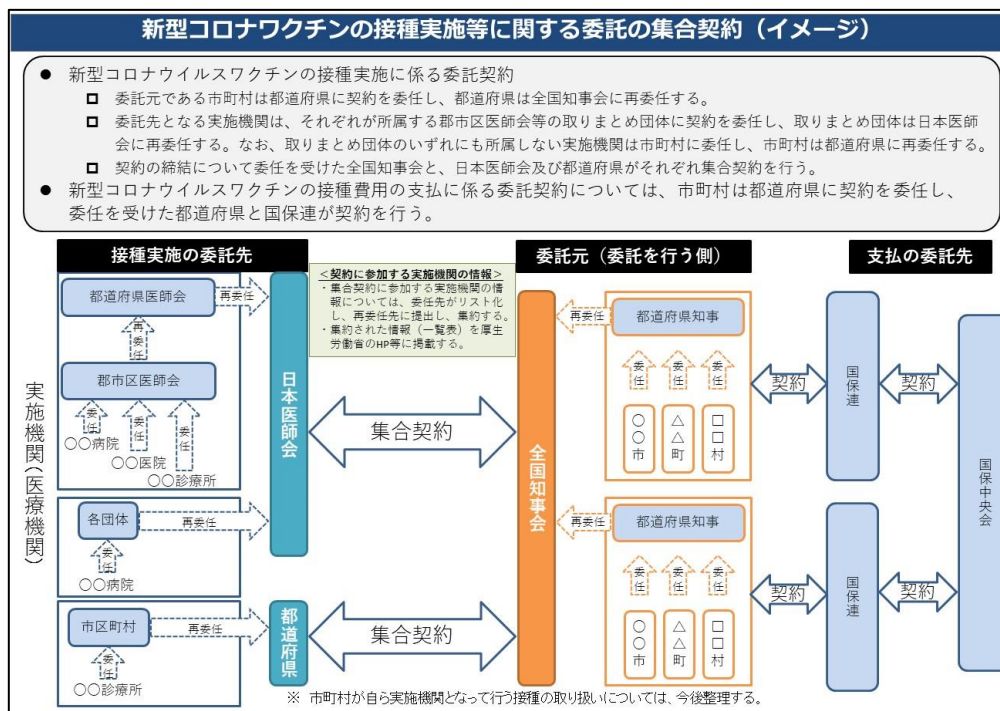 新型コロナワクチンの接種実施等に関する委託の集合契約（イメージ）
● 新型コロナウイルスワクチンの接種実施に係る委託契約
□ 委託元である市町村は都道府県に契約を委任し、都道府県は全国知事会に再委任する。
□ 委託先となる実施機関は、それぞれが所属する郡市区医師会等の取りまとめ団体に契約を委任し、取りまとめ団体は日本医師
会に再委任する。なお、取りまとめ団体のいずれにも所属しない実施機関は市町村に委任し、市町村は都道府県に再委任する。
□ 契約の締結について委任を受けた全国知事会と、日本医師会及び都道府県がそれぞれ集合契約を行う。
● 新型コロナウイルスワクチンの接種費用の支払に係る委託契約については、市町村は都道府県に契約を委任し、
委任を受けた都道府県と国保連が契約を行う。
接種実施の委託先
実施機関（医療機関）
都道府県医師会
再委任
再委任
郡市区医師会
委任
委任
委任
〇〇病院
〇〇医院
〇〇診療所
各団体
再委任
委任
〇〇病院
市区町村
再委任
委任
〇〇診療所
日本医師会
都道府県
＜契約に参加する実施機関の情報＞
・集合契約に参加する実施機関の情
報については、委任先がリスト化
し、再委任先に提出し、集約する。
・集約された情報（一覧表）を厚生
労働省のHP等に掲載する。
集合契約
集合契約
委託元（委託を行う側）
全国知事会
再委任
都道府県知事
委任
委任
委任
〇〇市
△△町
□□村
再委任
都道府県知事
委任
委任
委任
〇〇市
△△町
□□村
支払の委託先
契約
国保連
契約
契約
国保連
契約
国保中央会
※ 市町村が自ら実施機関となって行う接種の取り扱いについては、今後整理する。